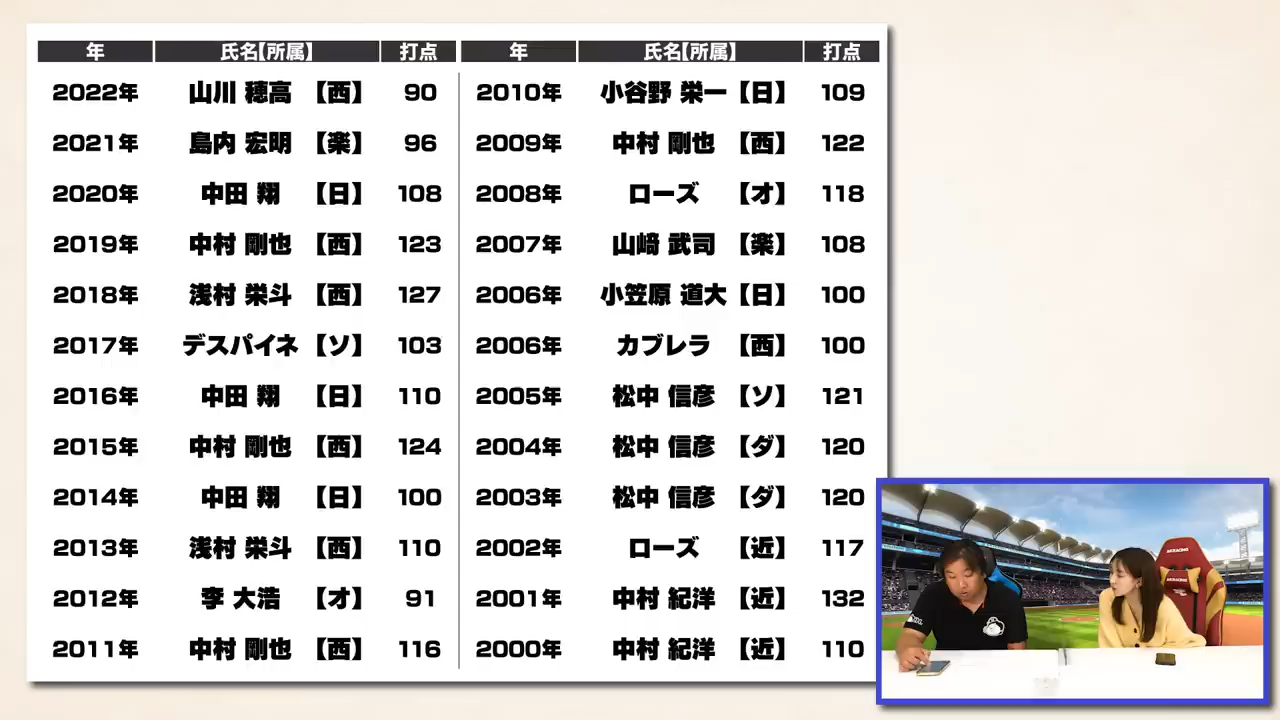 年 氏名【所属】 打点
2022年 山川 穂高 【西】 90
2021年 島内 宏明 【楽】 96
2020年 中田 翔 【日】 108
2019年 中村 剛也 【西】 123
2018年 浅村 栄斗 【西】 127
2017年 デスパイネ 【ソ】 103
2016年 中田 翔 【日】 110
2015年 中村 剛也 【西】 124
2014年 中田 翔 【日】 100
2013年 浅村 栄斗 【西】 110
2012年 李 大浩 【オ】 91
2011年 中村 剛也 【西】 116
年 氏名【所属】 打点
2010年 小谷野 栄一【日】 109
2009年 中村 剛也 【西】 122
2008年 ローズ 【オ】 118
2007年 山﨑 武司 【楽】 108
2006年 小笠原 道大【日】 100
2006年 カブレラ 【西】 100
2005年 松中 信彦 【ソ】 121
2004年 松中 信彦 【ダ】 120
2003年 松中 信彦 【ダ】 120
2002年 ローズ 【近】 117
2001年 中村 紀洋 【近】 132
2000年 中村 紀洋 【近】 110
AKRACING
AKRACING